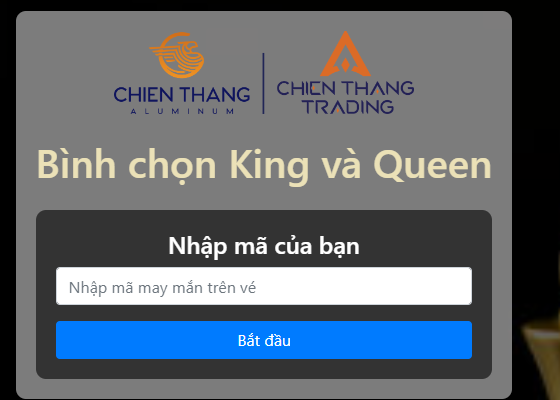 CHIEN THANG
ALUMINUM
CHIEN THANG
TRADING
Bình chọn King và Queen
Nhập mã của bạn
Nhập mã may mắn trên vé
Bắt đầu